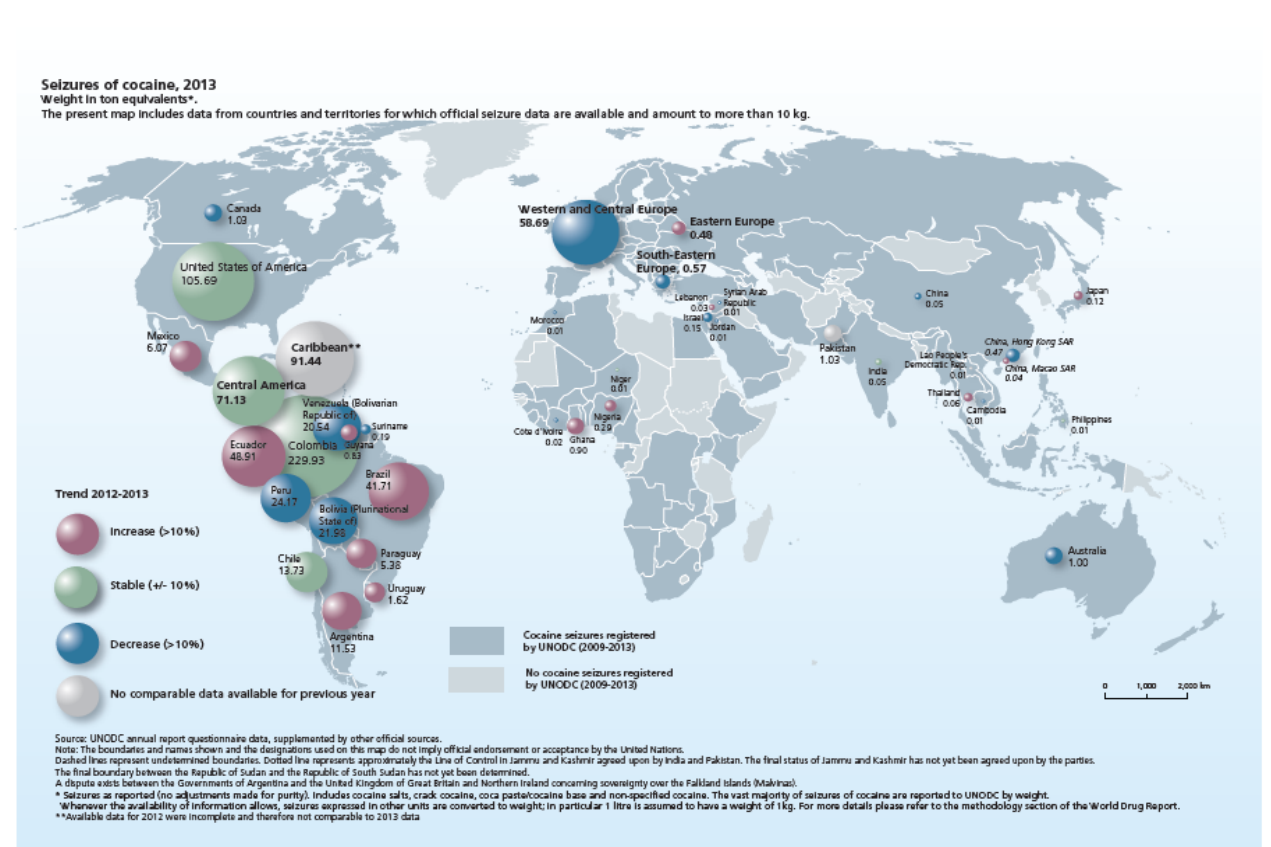 Seizures of cocaine, 2013
Weight in ton equivalents*.
The present map includes data from countries and territories for which official seizure data are available and amount to more than 10 kg.
Canada
1.03
United States of America
105.69
Mexico
6.07
Caribbean**
91.44
Central America
71.13
Venezuela (Bolivarian
Republic of)
20.54
Suriname
0.19
Guyana
0.83
Ecuador
48.91
Colombia
229.93
Brazil
41.71
Peru
24.17
Bolivia (Plurinational
State of)
21.98
Chile
13.73
Paraguay
5.38
Uruguay
1.62
Argentina
11.53
Western and Central Europe
58.69
Eastern Europe
0.48
South-Eastern
Europe, 0.57
Lebanon
0.03
Syrian Arab
Republic
0.01
Israel
0.15
Jordan
0.01
Morocco
0.01
Niger
0.01
Nigeria
0.29
Côte d'Ivoire
0.02
Ghana
0.90
Pakistan
1.03
India
0.05
China
0.05
Japan
0.12
China, Hong Kong SAR
0.47
China, Macao SAR
0.04
Lao People's
Democratic Rep.
0.01
Thailand
0.06
Cambodia
0.01
Philippines
0.01
Australia
1.00
Trend 2012-2013
Increase (>10%)
Stable (+/- 10%)
Decrease (>10%)
No comparable data available for previous year
Cocaine seizures registered
by UNODC (2009-2013)
No cocaine seizures registered
by UNODC (2009-2013)
0 1,000 2,000 km
Source: UNODC annual report questionnaire data, supplemented by other official sources.
Note: The boundaries and names shown and the designations used on this map do not imply official endorsement or acceptance by the United Nations.
Dashed lines represent undetermined boundaries. Dotted line represents approximately the Line of Control in Jammu and Kashmir agreed upon by India and Pakistan. The final status of Jammu and Kashmir has not yet been agreed upon by the parties.
The final boundary between the Republic of Sudan and the Republic of South Sudan has not yet been determined.
A dispute exists between the Governments of Argentina and the United Kingdom of Great Britain and Northern Ireland concerning sovereignty over the Falkland Islands (Malvinas).
* Seizures as reported (no adjustments made for purity). Includes cocaine salts, crack cocaine, coca paste/cocaine base and non-specified cocaine. The vast majority of seizures of cocaine are reported to UNODC by weight.
Whenever the availability of information allows, seizures expressed in other units are converted to weight; in particular 1 litre is assumed to have a weight of 1kg. For more details please refer to the methodology section of the World Drug Report.
**Available data for 2012 were incomplete and therefore not comparable to 2013 data